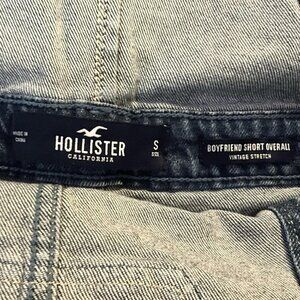 MADE IN
CHINA
HOLLISTER
CALIFORNIA
S
SIZE
BOYFRIEND SHORT OVERALL
VINTAGE STRETCH